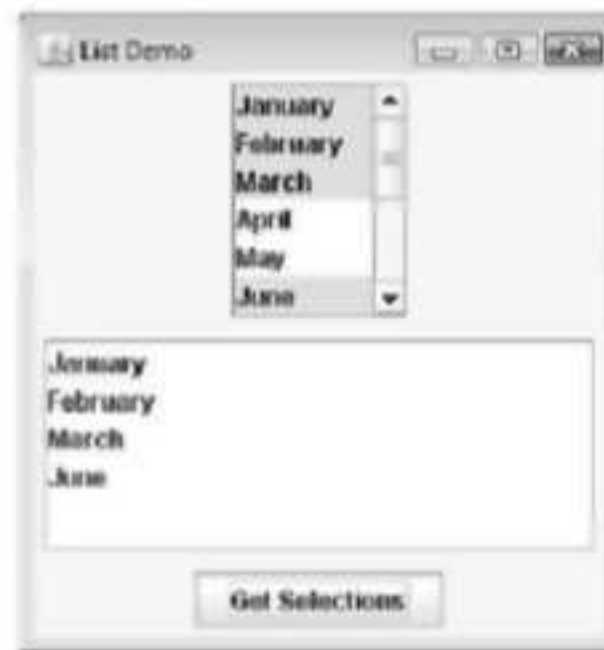 List Demo
January
February
March
April
May
June
January
February
March
June
Get Selections